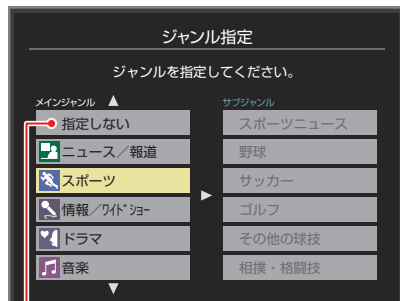 ジャンル指定
ジャンルを指定してください。
メインジャンル
指定しない
ニュース／報道
スポーツ
情報／ワイドショー
ドラマ
音楽
サブジャンル
スポーツニュース
野球
サッカー
ゴルフ
その他の球技
相撲・格闘技